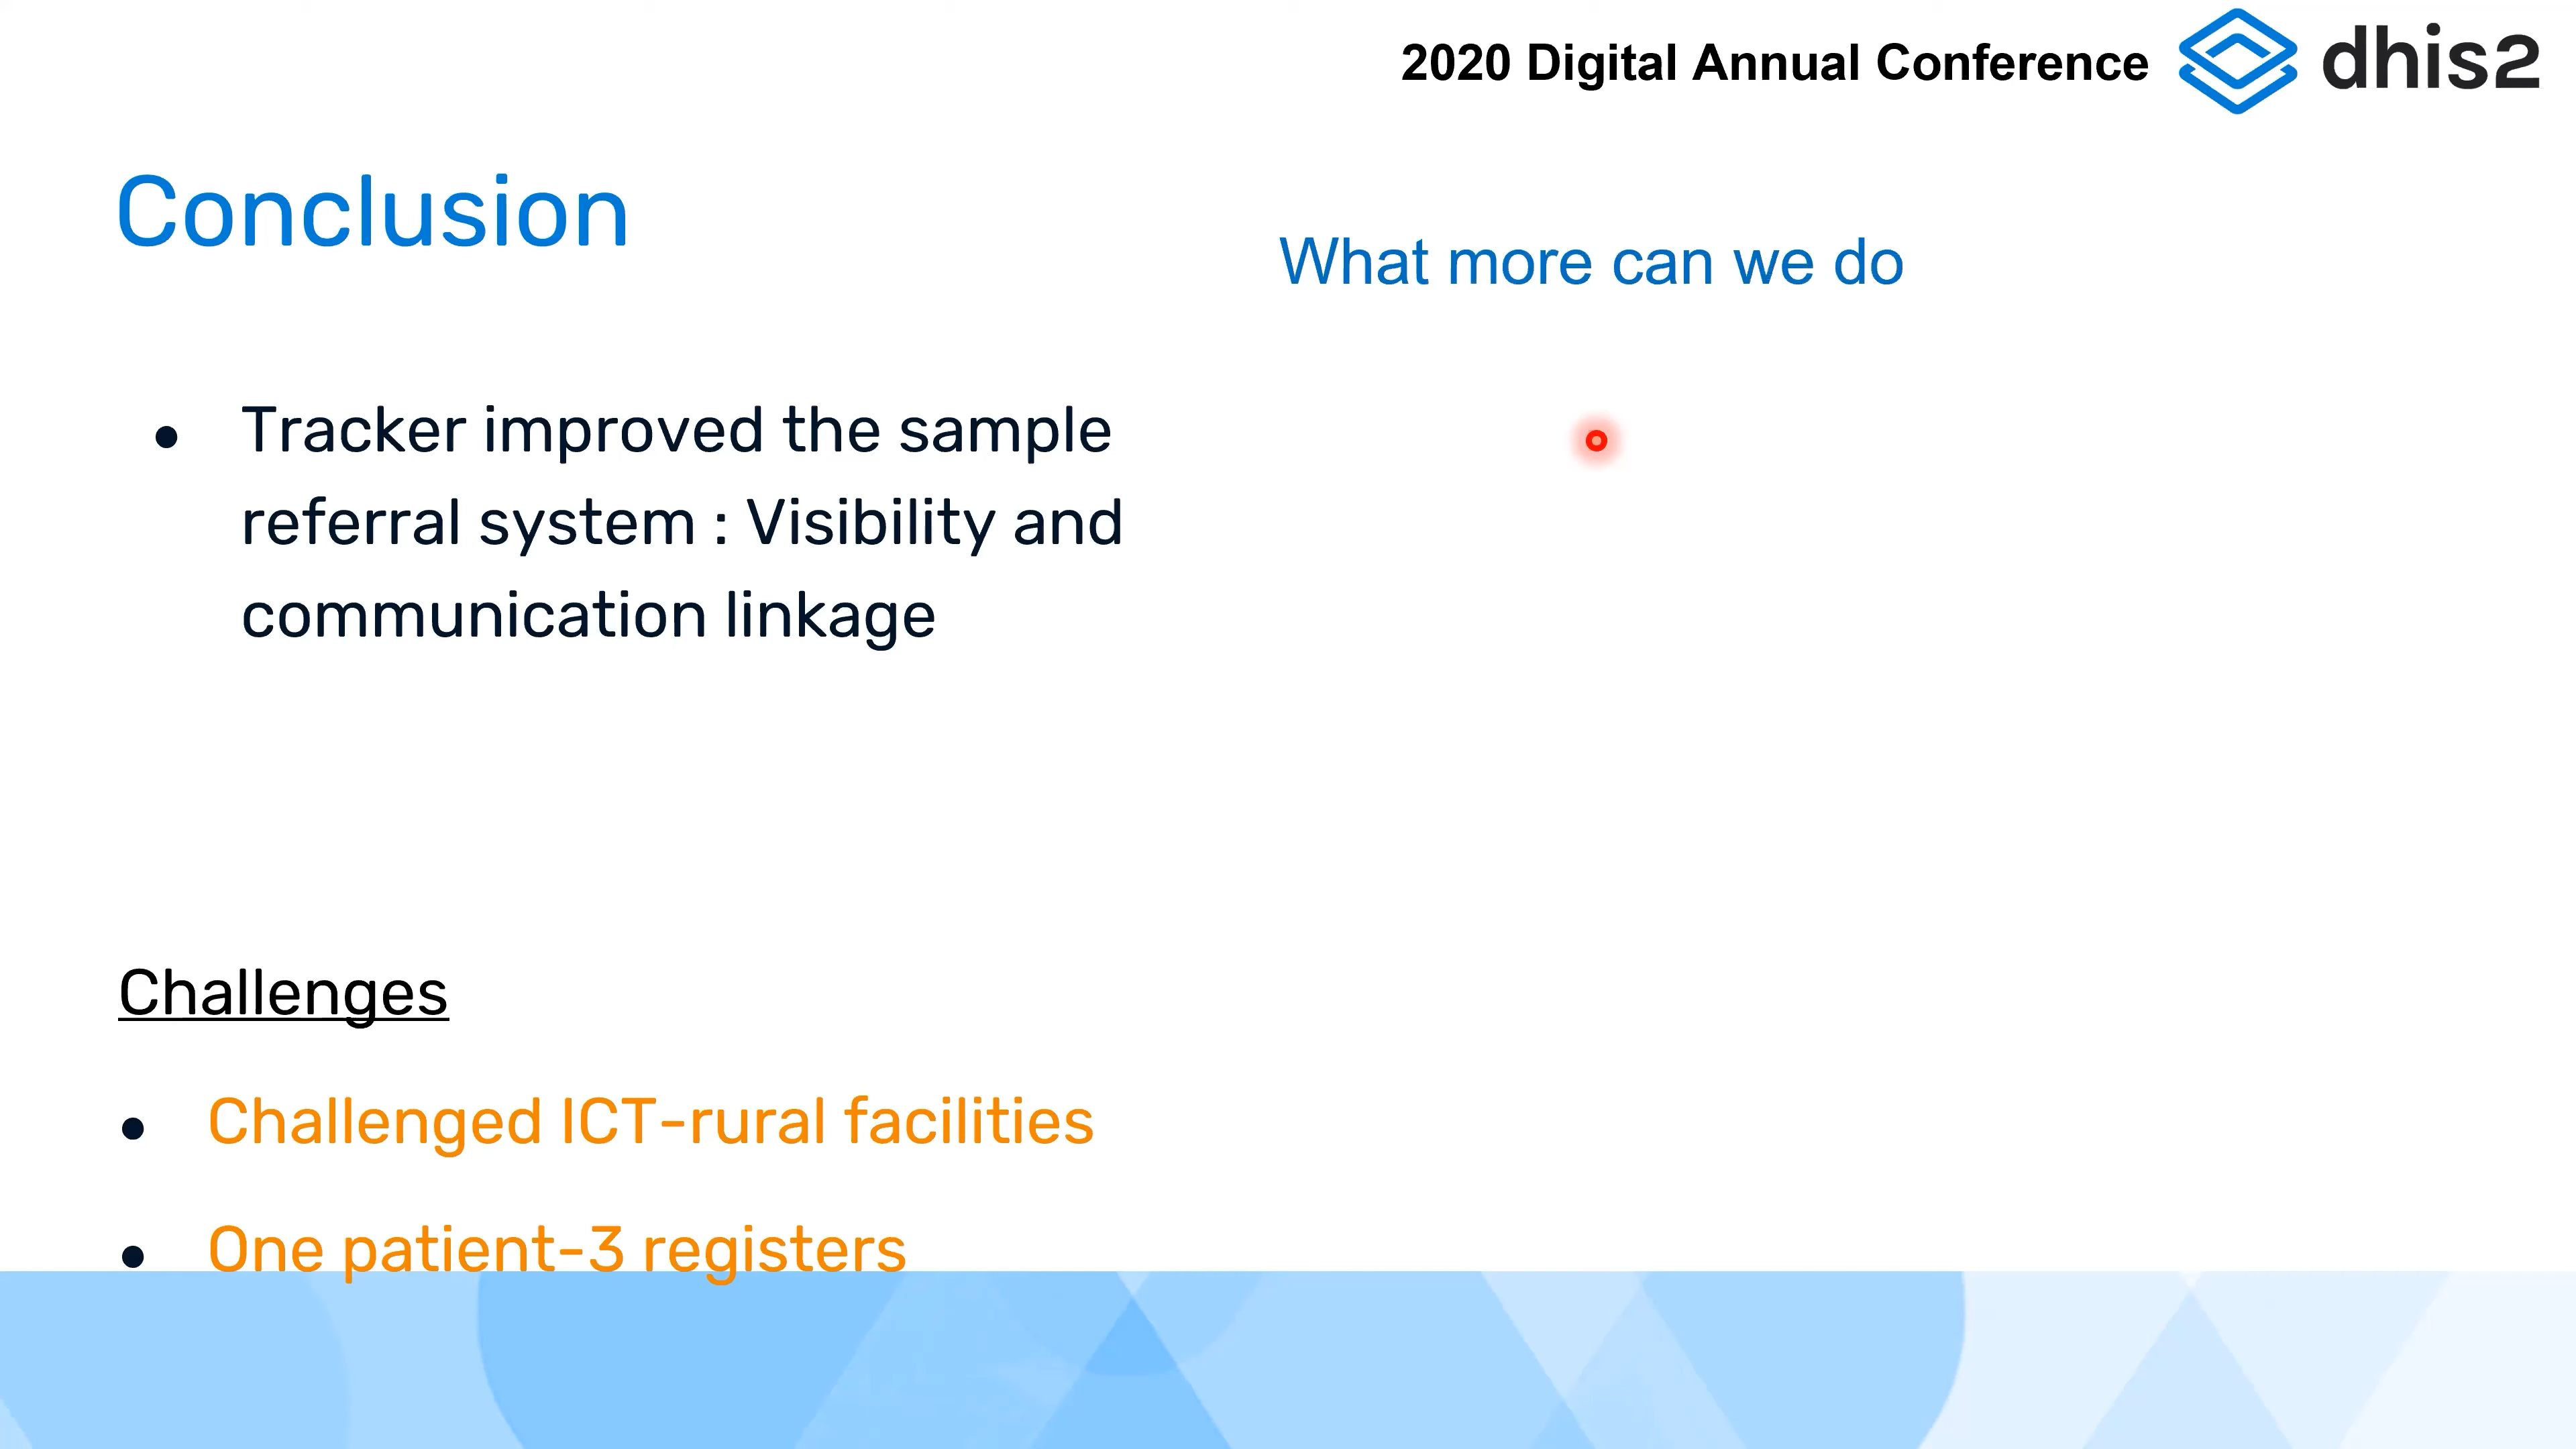 2020 Digital Annual Conference dhis2
Conclusion
What more can we do
• Tracker improved the sample
referral system : Visibility and
communication linkage
Challenges
• Challenged ICT-rural facilities
• One patient-3 registers